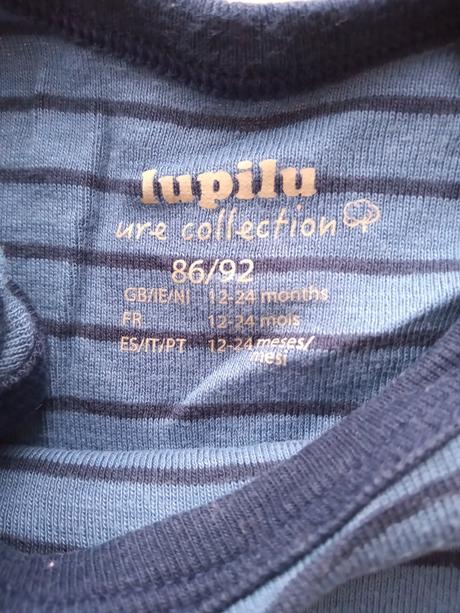 lupilu
ure collection
86/92
GB/IE/NI 12-24 months
FR 12-24 mois
ES/IT/PT 12-24 meses/
mesi